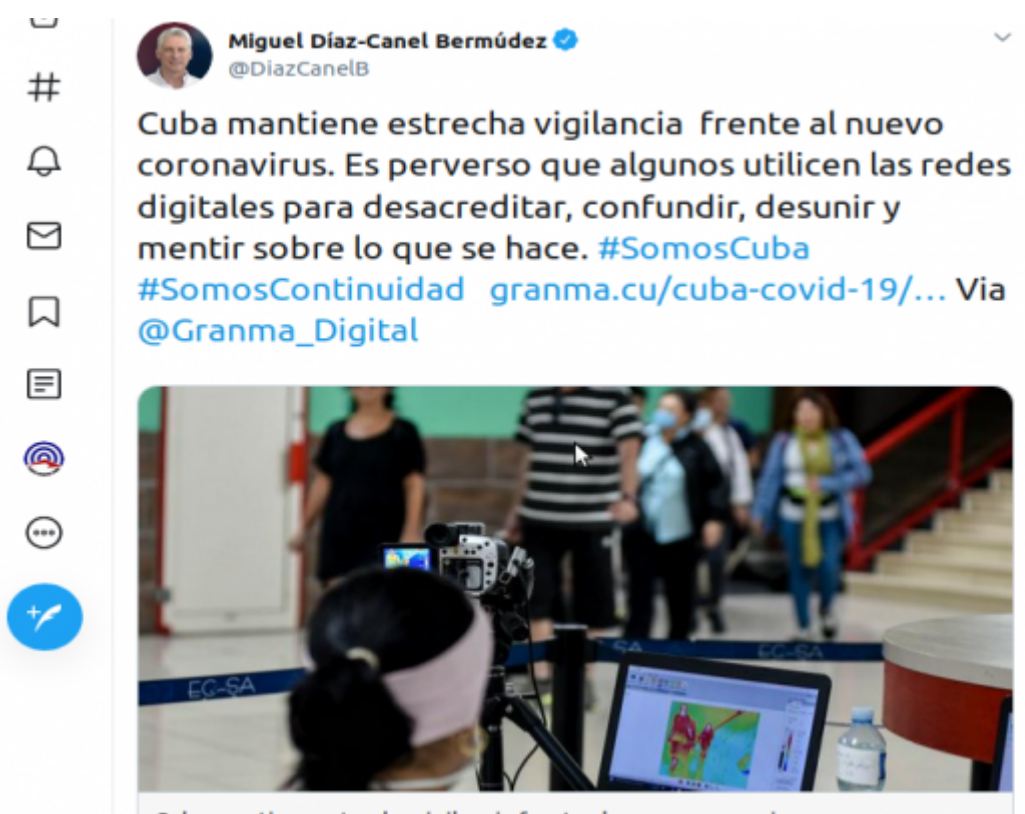 Miguel Díaz-Canel Bermúdez
@DiazCanelB
Cuba mantiene estrecha vigilancia frente al nuevo
coronavirus. Es perverso que algunos utilicen las redes
digitales para desacreditar, confundir, desunir y
mentir sobre lo que se hace. #SomosCuba
#SomosContinuidad granma.cu/cuba-covid-19/... Via
@Granma_Digital
SA
EC-SA
EC-SA